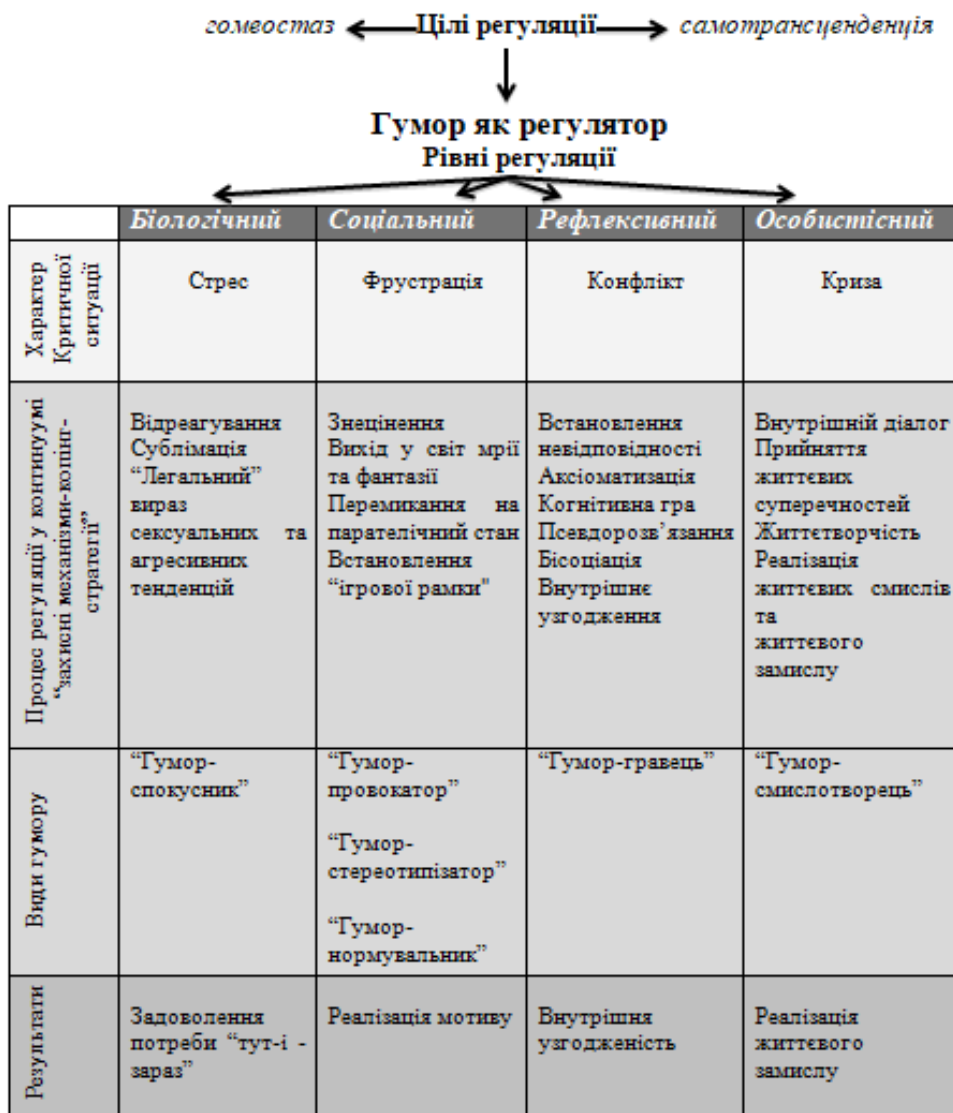 гомеостаз Цілі регуляції самотрансценденція
Гумор як регулятор
Рівні регуляції
Біологічний Соціальний Рефлексивний Особистісний
Характер
Критичної
ситуації
Стрес
Фрустрація
Конфлікт
Криза
Процес регуляції у континуумі
“захисні механізми-копінг-
стратегії”
Відреагування
Сублімація
“Легальний”
вираз
сексуальних та
агресивних
тенденцій
Знецінення
Вихід у світ мрії
та фантазії
Перемикання на
парателічний стан
Встановлення
“ігрової рамки"
Встановлення
невідповідності
Аксіоматизація
Когнітивна гра
Псевдорозв’язання
Бісоціація
Внутрішнє
узгодження
Внутрішній діалог
Прийняття
життєвих
суперечностей
Життєтворчість
Реалізація
життєвих смислів
та
життєвого
замислу
Види гумору
“Гумор-
спокусник”
“Гумор-
провокатор”
“Гумор-
стереотипізатор”
“Гумор-
нормувальник”
“Гумор-гравець”
“Гумор-
смислотворець”
Результати
Задоволення
потреби “тут-і -
зараз”
Реалізація мотиву
Внутрішня
узгодженість
Реалізація
життєвого
замислу